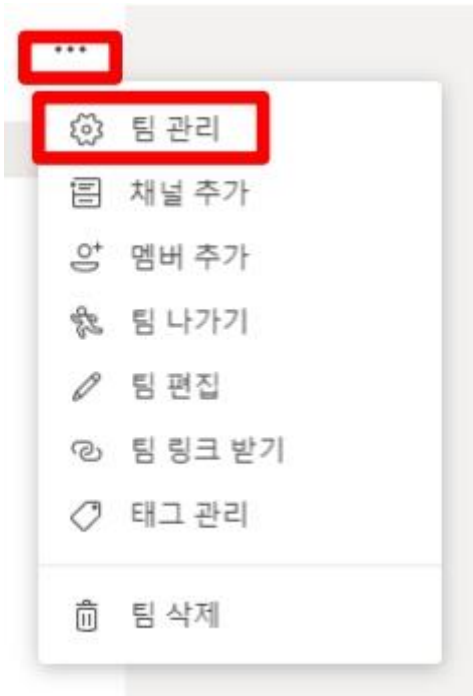 ···
팀 관리
채널 추가
멤버 추가
팀 나가기
팀 편집
팀 링크 받기
태그 관리
팀 삭제